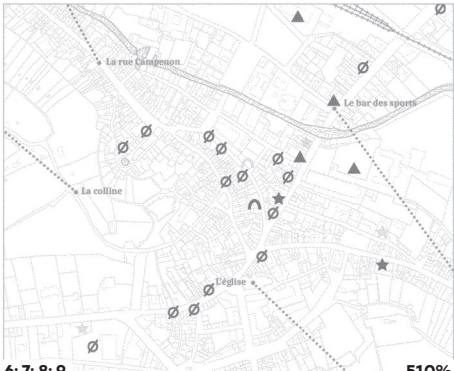 La rue Campenon
Le bar des sports
La colline
L'église
6; 7; 8; 9
510%